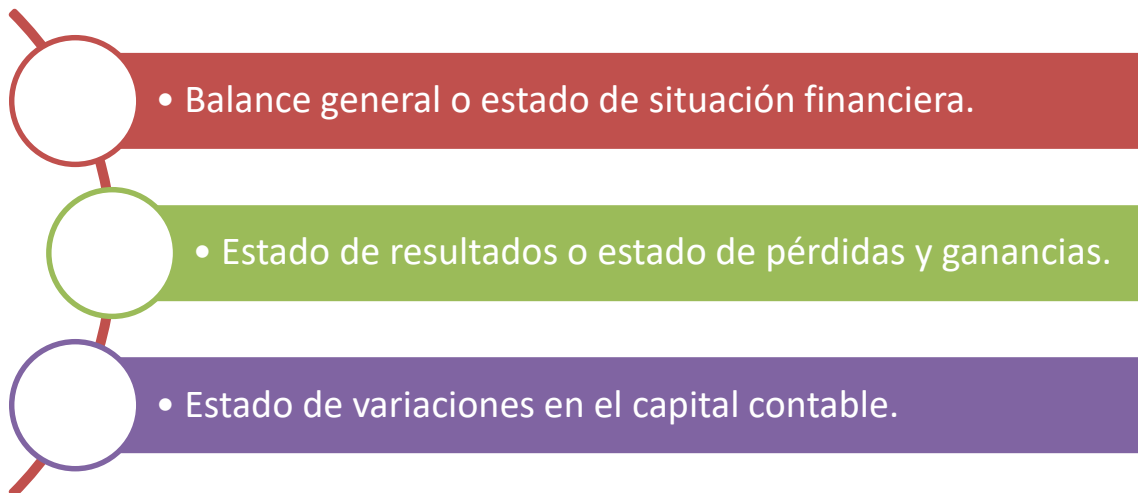 • Balance general o estado de situación financiera.
• Estado de resultados o estado de pérdidas y ganancias.
• Estado de variaciones en el capital contable.